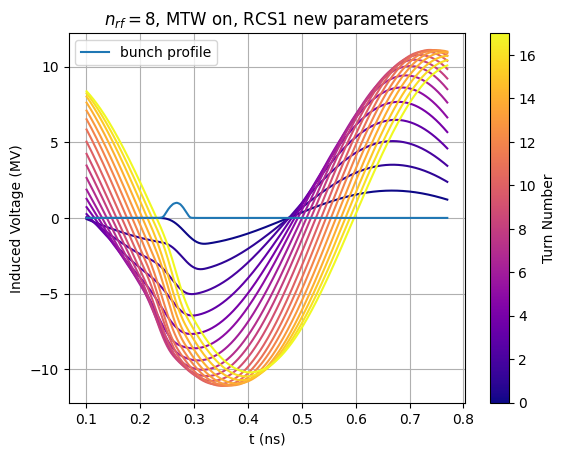 $n_{rf} = 8$, MTW on, RCS1 new parameters
bunch profile
Induced Voltage (MV)
10
5
0
−5
−10
0.1 0.2 0.3 0.4 0.5 0.6 0.7 0.8
t (ns)
16
14
12
10
8
6
4
2
0
Turn Number